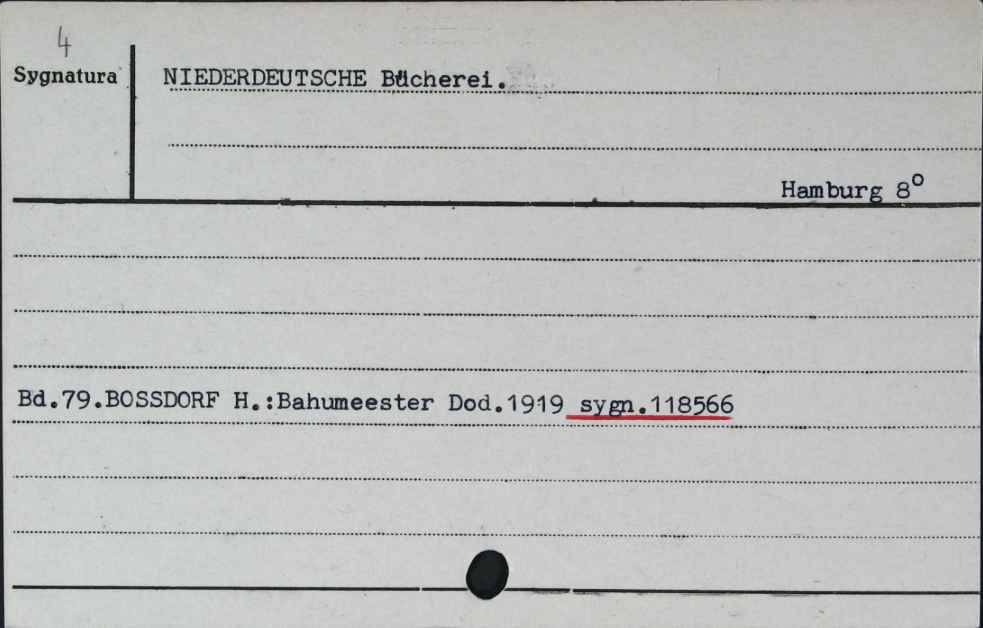 4
Sygnatura
NIEDERDEUTSCHE Bücherei.
Hamburg 8°
Bd.79.BOSSDORF H.:Bahumeester Dod.1919 sygn.118566